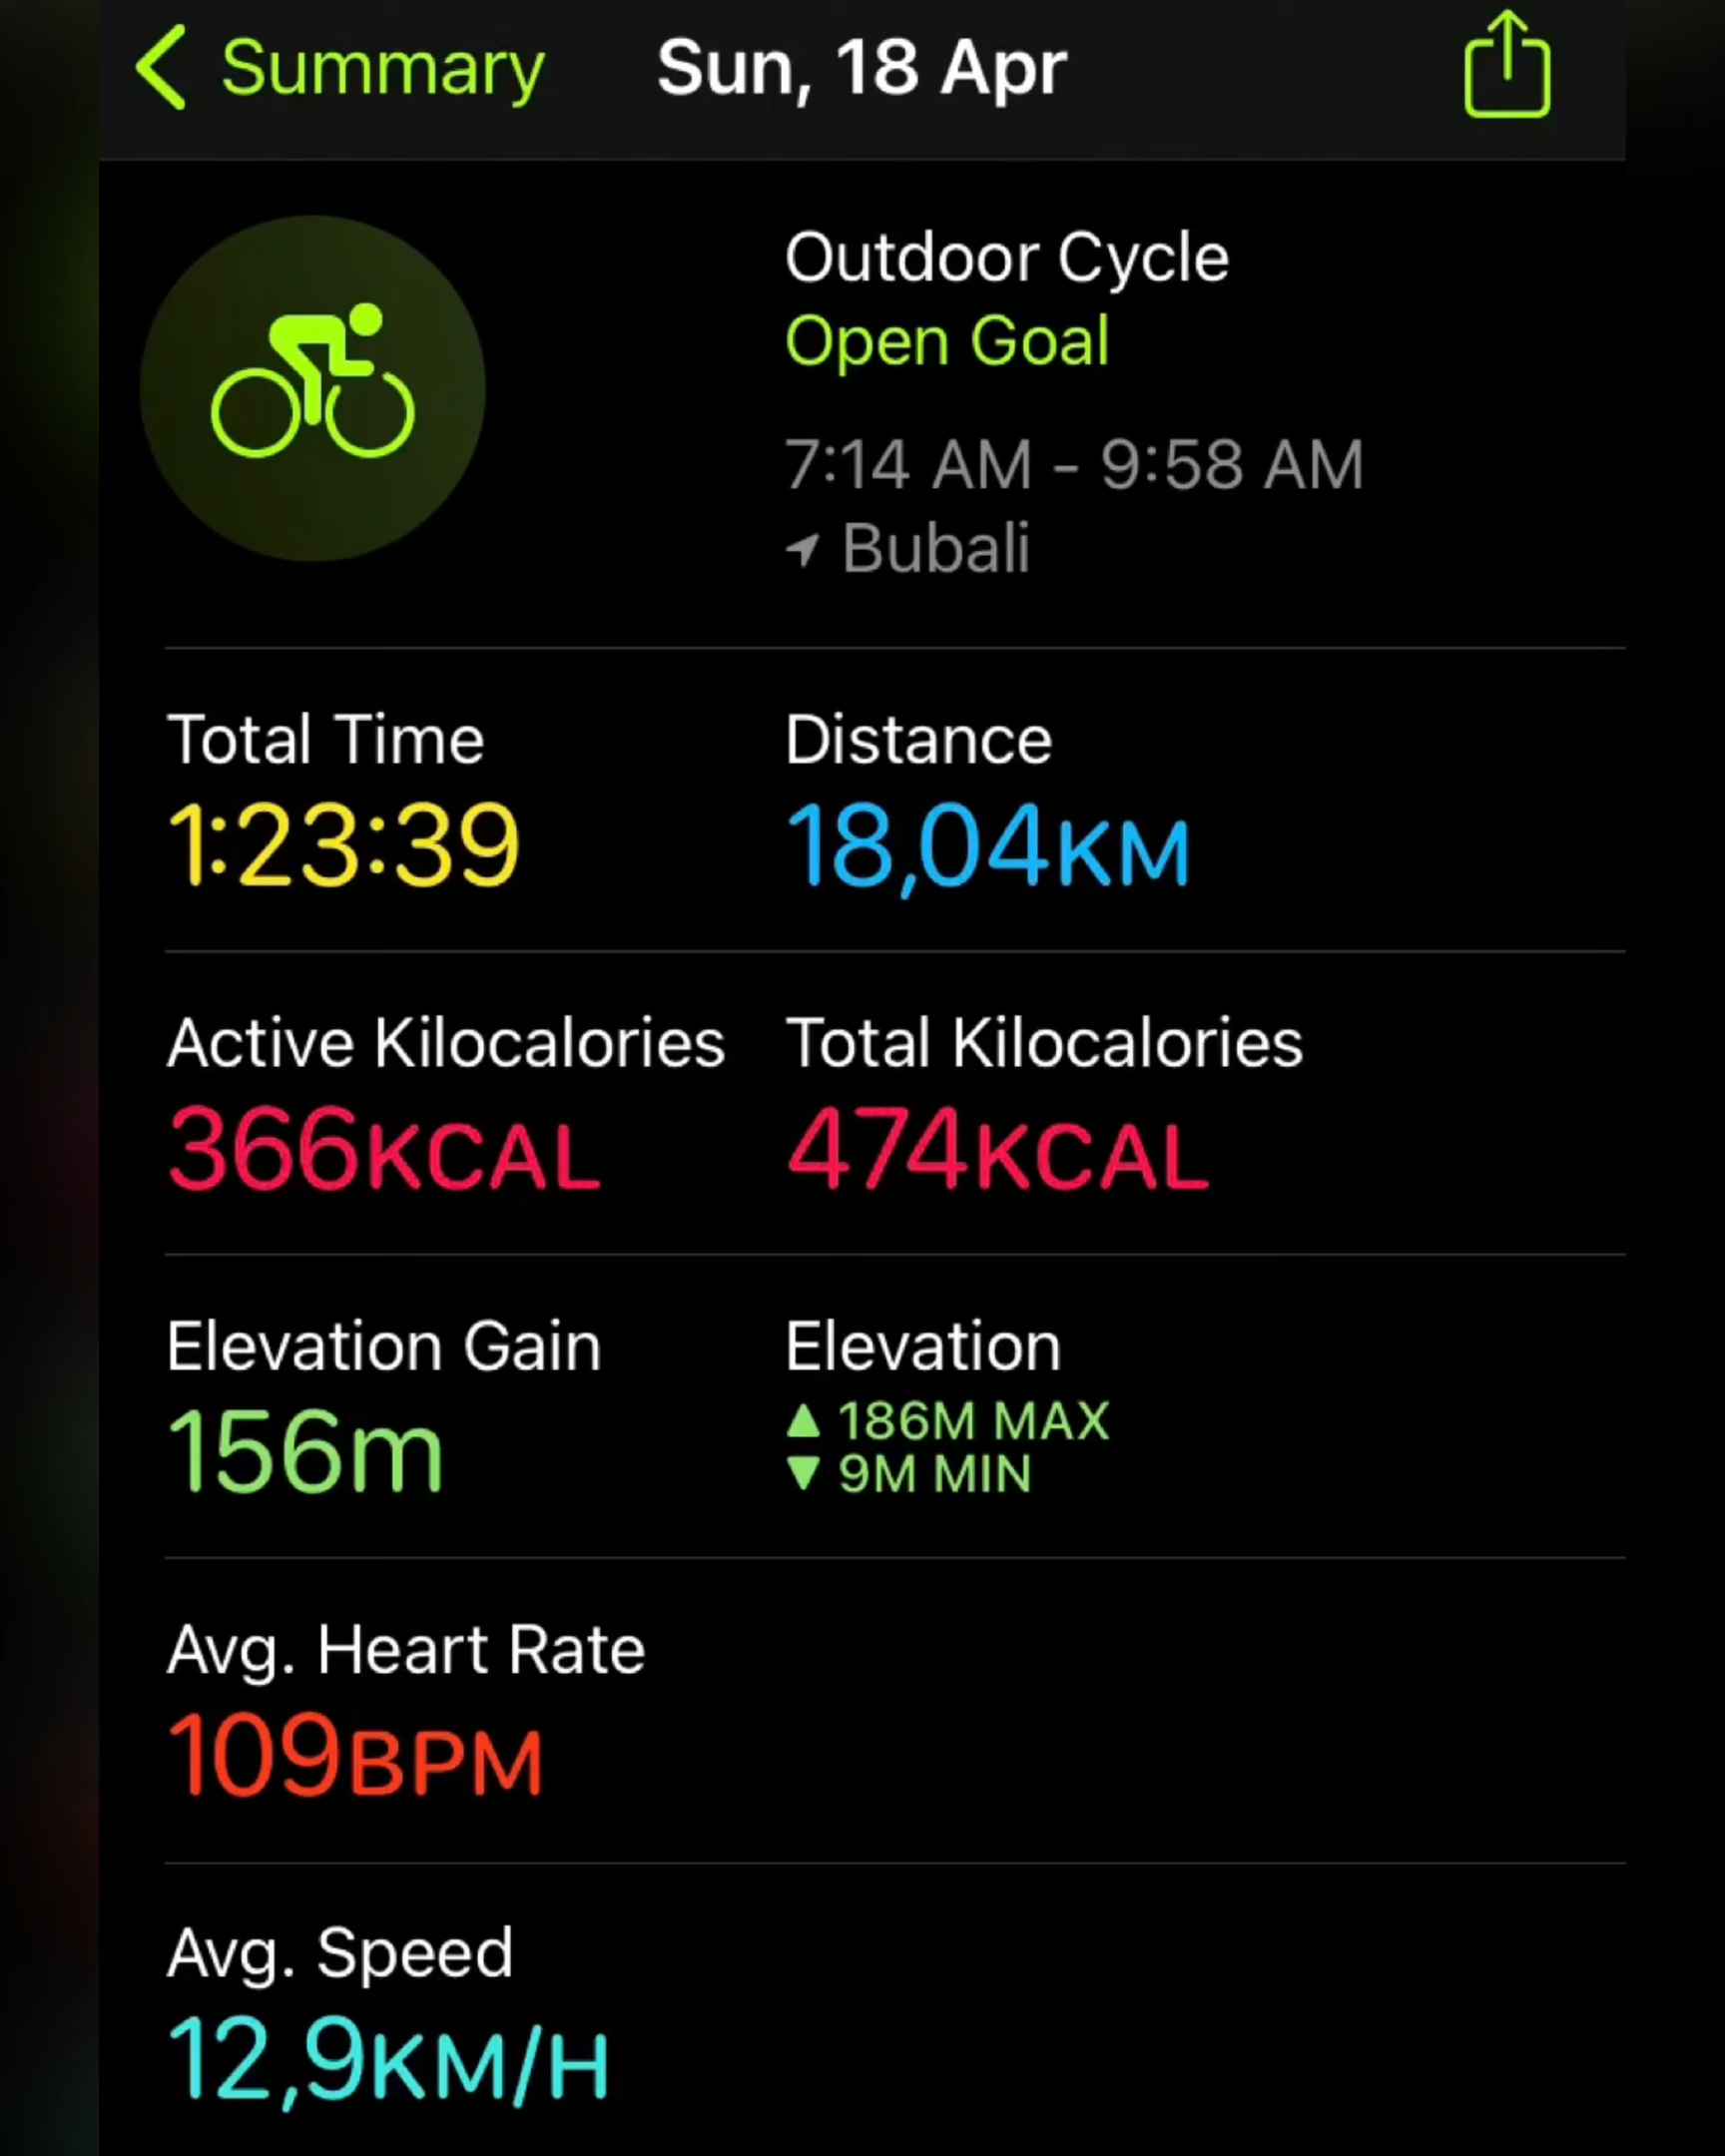 Summary
Sun, 18 Apr
Outdoor Cycle
Open Goal
7:14 AM - 9:58 AM
Bubali
Total Time
1:23:39
Distance
18,04KM
Active Kilocalories
366KCAL
Total Kilocalories
474KCAL
Elevation Gain
156m
Elevation
▲ 186M MAX
▼ 9M MIN
Avg. Heart Rate
109BPM
Avg. Speed
12,9KM/H